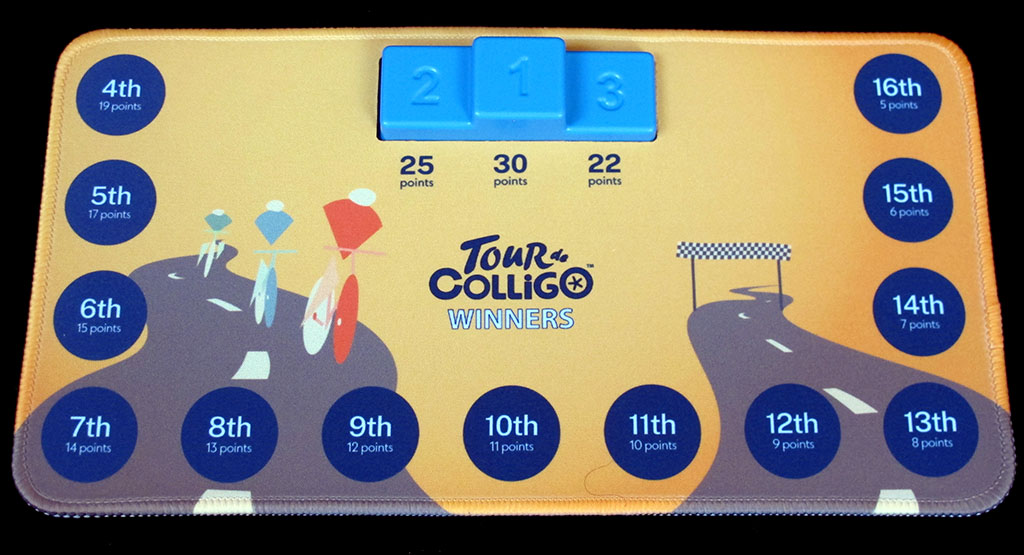 2 1 3
25 30 22
points points points
4th
19 points
5th
17 points
6th
15 points
7th
14 points
8th
13 points
9th
12 points
10th
11 points
11th
10 points
12th
9 points
13th
8 points
14th
7 points
15th
6 points
16th
5 points
TOUR de
COLLiGO™
WINNERS